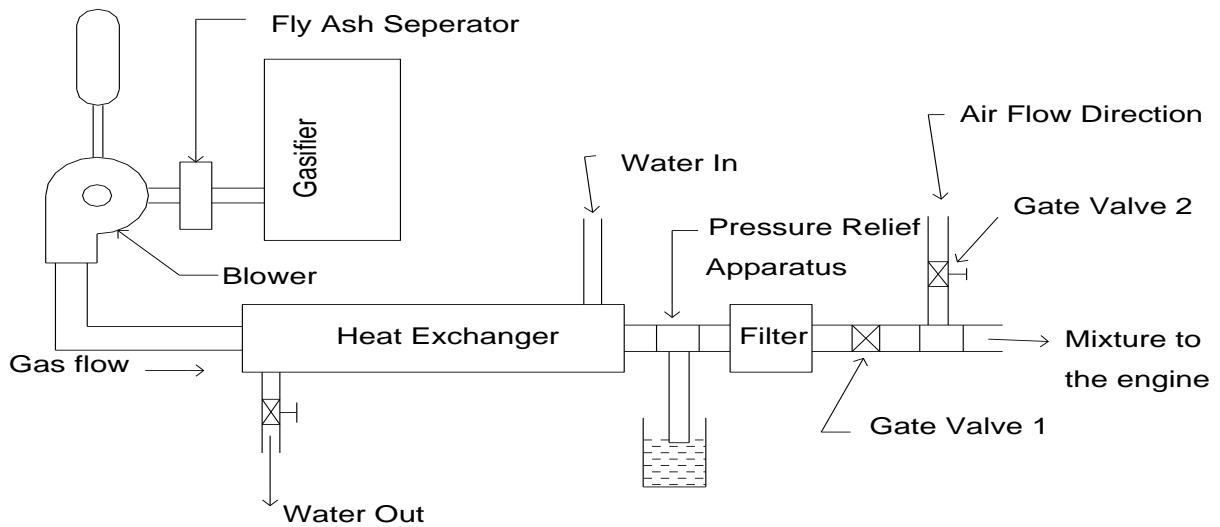 Fly Ash Seperator
Gasifier
Air Flow Direction
Water In
Gate Valve 2
Pressure Relief
Apparatus
Blower
Heat Exchanger
Filter
Mixture to
the engine
Gas flow
Gate Valve 1
Water Out